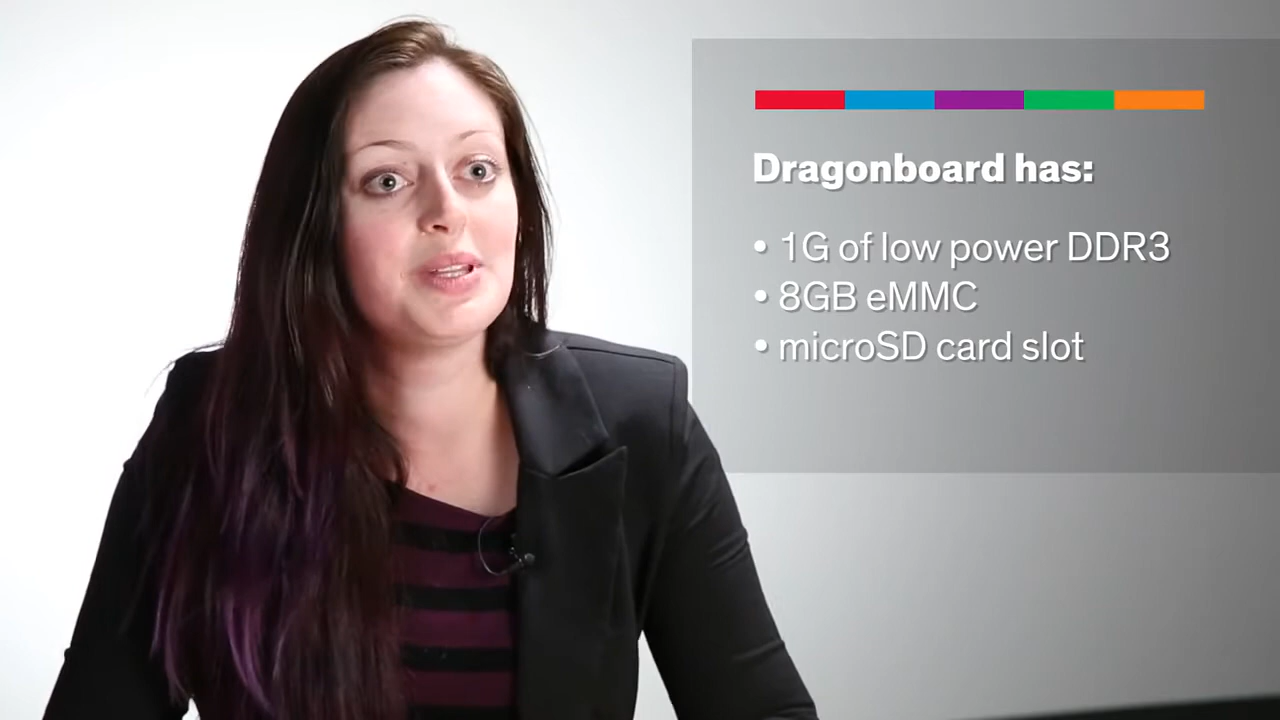 Dragonboard has:
• 1G of low power DDR3
• 8GB eMMC
• microSD card slot